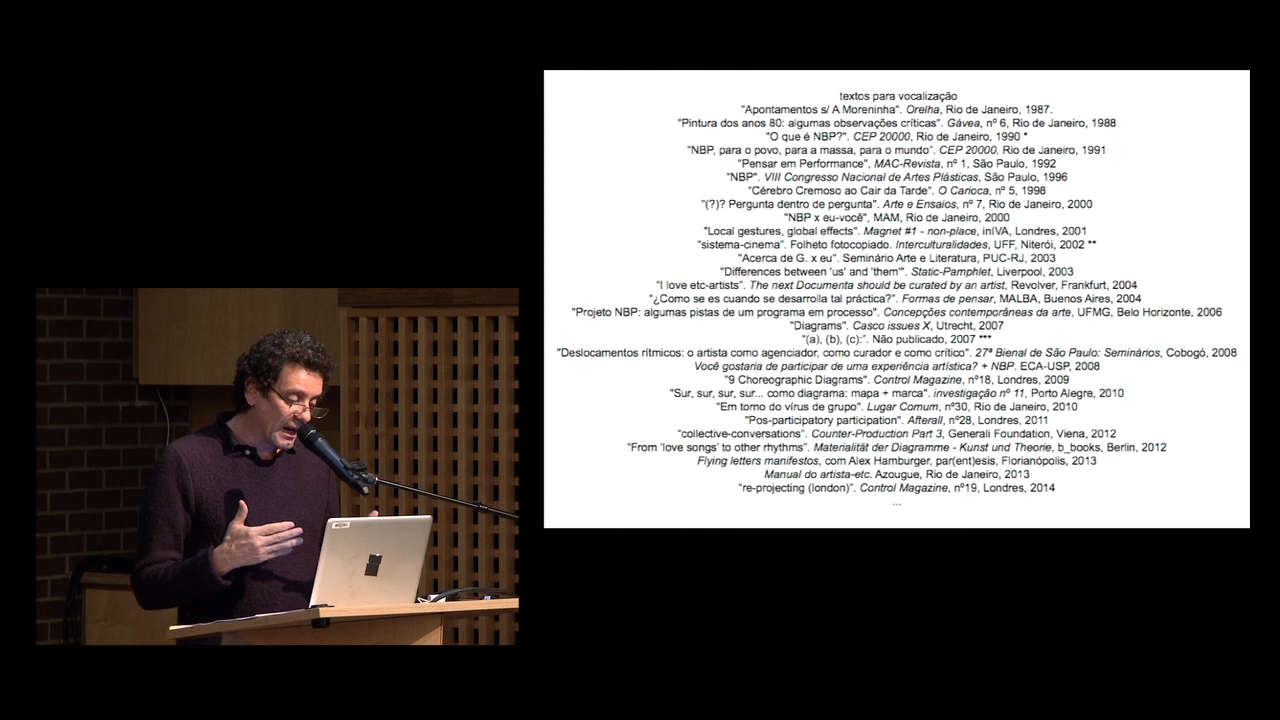 textos para vocalização
"Apontamentos s/ A Moreninha". Orelha, Rio de Janeiro, 1987.
"Pintura dos anos 80: algumas observações críticas". Gávea, nº 6, Rio de Janeiro, 1988
"O que é NBP?". CEP 20000, Rio de Janeiro, 1990 *
"NBP, para o povo, para a massa, para o mundo". CEP 20000, Rio de Janeiro, 1991
"Pensar em Performance", MAC-Revista, nº 1, São Paulo, 1992
"NBP". VIII Congresso Nacional de Artes Plásticas, São Paulo, 1996
"Cérebro Cremoso ao Cair da Tarde". O Carioca, nº 5, 1998
"(?)? Pergunta dentro de pergunta". Arte e Ensaios, nº 7, Rio de Janeiro, 2000
"NBP x eu-você", MAM, Rio de Janeiro, 2000
"Local gestures, global effects". Magnet #1 - non-place, inIVA, Londres, 2001
"sistema-cinema". Folheto fotocopiado. Interculturalidades, UFF, Niterói, 2002 **
"Acerca de G. x eu". Seminário Arte e Literatura, PUC-RJ, 2003
"Differences between 'us' and 'them'". Static-Pamphlet, Liverpool, 2003
"I love etc-artists". The next Documenta should be curated by an artist, Revolver, Frankfurt, 2004
"¿Como se es cuando se desarrolla tal práctica?". Formas de pensar, MALBA, Buenos Aires, 2004
"Projeto NBP: algumas pistas de um programa em processo". Concepções contemporâneas da arte, UFMG, Belo Horizonte, 2006
"Diagrams". Casco issues X, Utrecht, 2007
"(a), (b), (c):". Não publicado, 2007 ***
"Deslocamentos rítmicos: o artista como agenciador, como curador e como crítico". 27ª Bienal de São Paulo: Seminários, Cobogó, 2008
Você gostaria de participar de uma experiência artística? + NBP. ECA-USP, 2008
"9 Choreographic Diagrams". Control Magazine, nº18, Londres, 2009
"Sur, sur, sur, sur... como diagrama: mapa + marca". investigação nº 11, Porto Alegre, 2010
"Em torno do vírus de grupo". Lugar Comum, nº30, Rio de Janeiro, 2010
"Pos-participatory participation". Afterall, nº28, Londres, 2011
"collective-conversations". Counter-Production Part 3, Generali Foundation, Viena, 2012
"From 'love songs' to other rhythms". Materialität der Diagramme - Kunst und Theorie, b_books, Berlin, 2012
Flying letters manifestos, com Alex Hamburger, par(ent)esis, Florianópolis, 2013
Manual do artista-etc. Azougue, Rio de Janeiro, 2013
"re-projecting (london)". Control Magazine, nº19, Londres, 2014
...